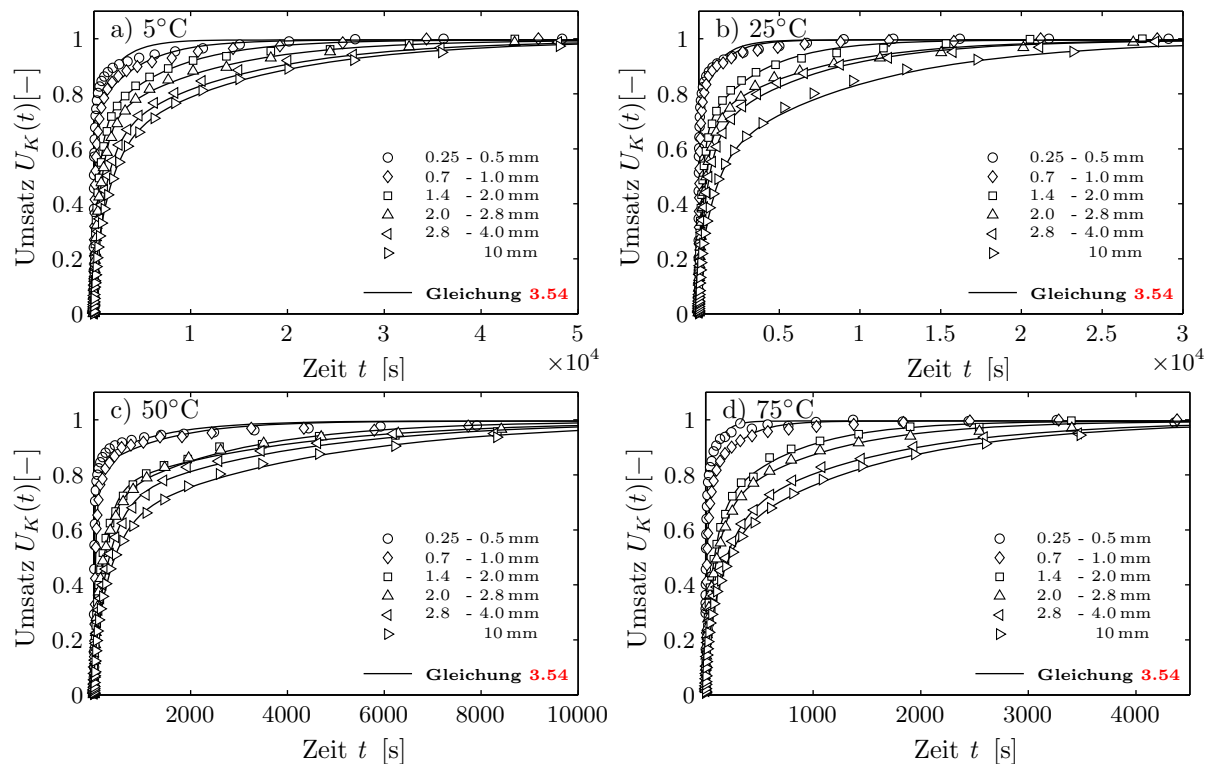 a) 5°C
Umsatz U_K(t)[−]
1
0.8
0.6
0.4
0.2
0
0.25 - 0.5 mm
0.7 - 1.0 mm
1.4 - 2.0 mm
2.0 - 2.8 mm
2.8 - 4.0 mm
10 mm
Gleichung 3.54
1 2 3 4 5
×10⁴
Zeit t [s]
b) 25°C
Umsatz U_K(t)[−]
1
0.8
0.6
0.4
0.2
0
0.25 - 0.5 mm
0.7 - 1.0 mm
1.4 - 2.0 mm
2.0 - 2.8 mm
2.8 - 4.0 mm
10 mm
Gleichung 3.54
0.5 1 1.5 2 2.5 3
×10⁴
Zeit t [s]
c) 50°C
Umsatz U_K(t)[−]
1
0.8
0.6
0.4
0.2
0
0.25 - 0.5 mm
0.7 - 1.0 mm
1.4 - 2.0 mm
2.0 - 2.8 mm
2.8 - 4.0 mm
10 mm
Gleichung 3.54
2000 4000 6000 8000 10000
Zeit t [s]
d) 75°C
Umsatz U_K(t)[−]
1
0.8
0.6
0.4
0.2
0
0.25 - 0.5 mm
0.7 - 1.0 mm
1.4 - 2.0 mm
2.0 - 2.8 mm
2.8 - 4.0 mm
10 mm
Gleichung 3.54
1000 2000 3000 4000
Zeit t [s]